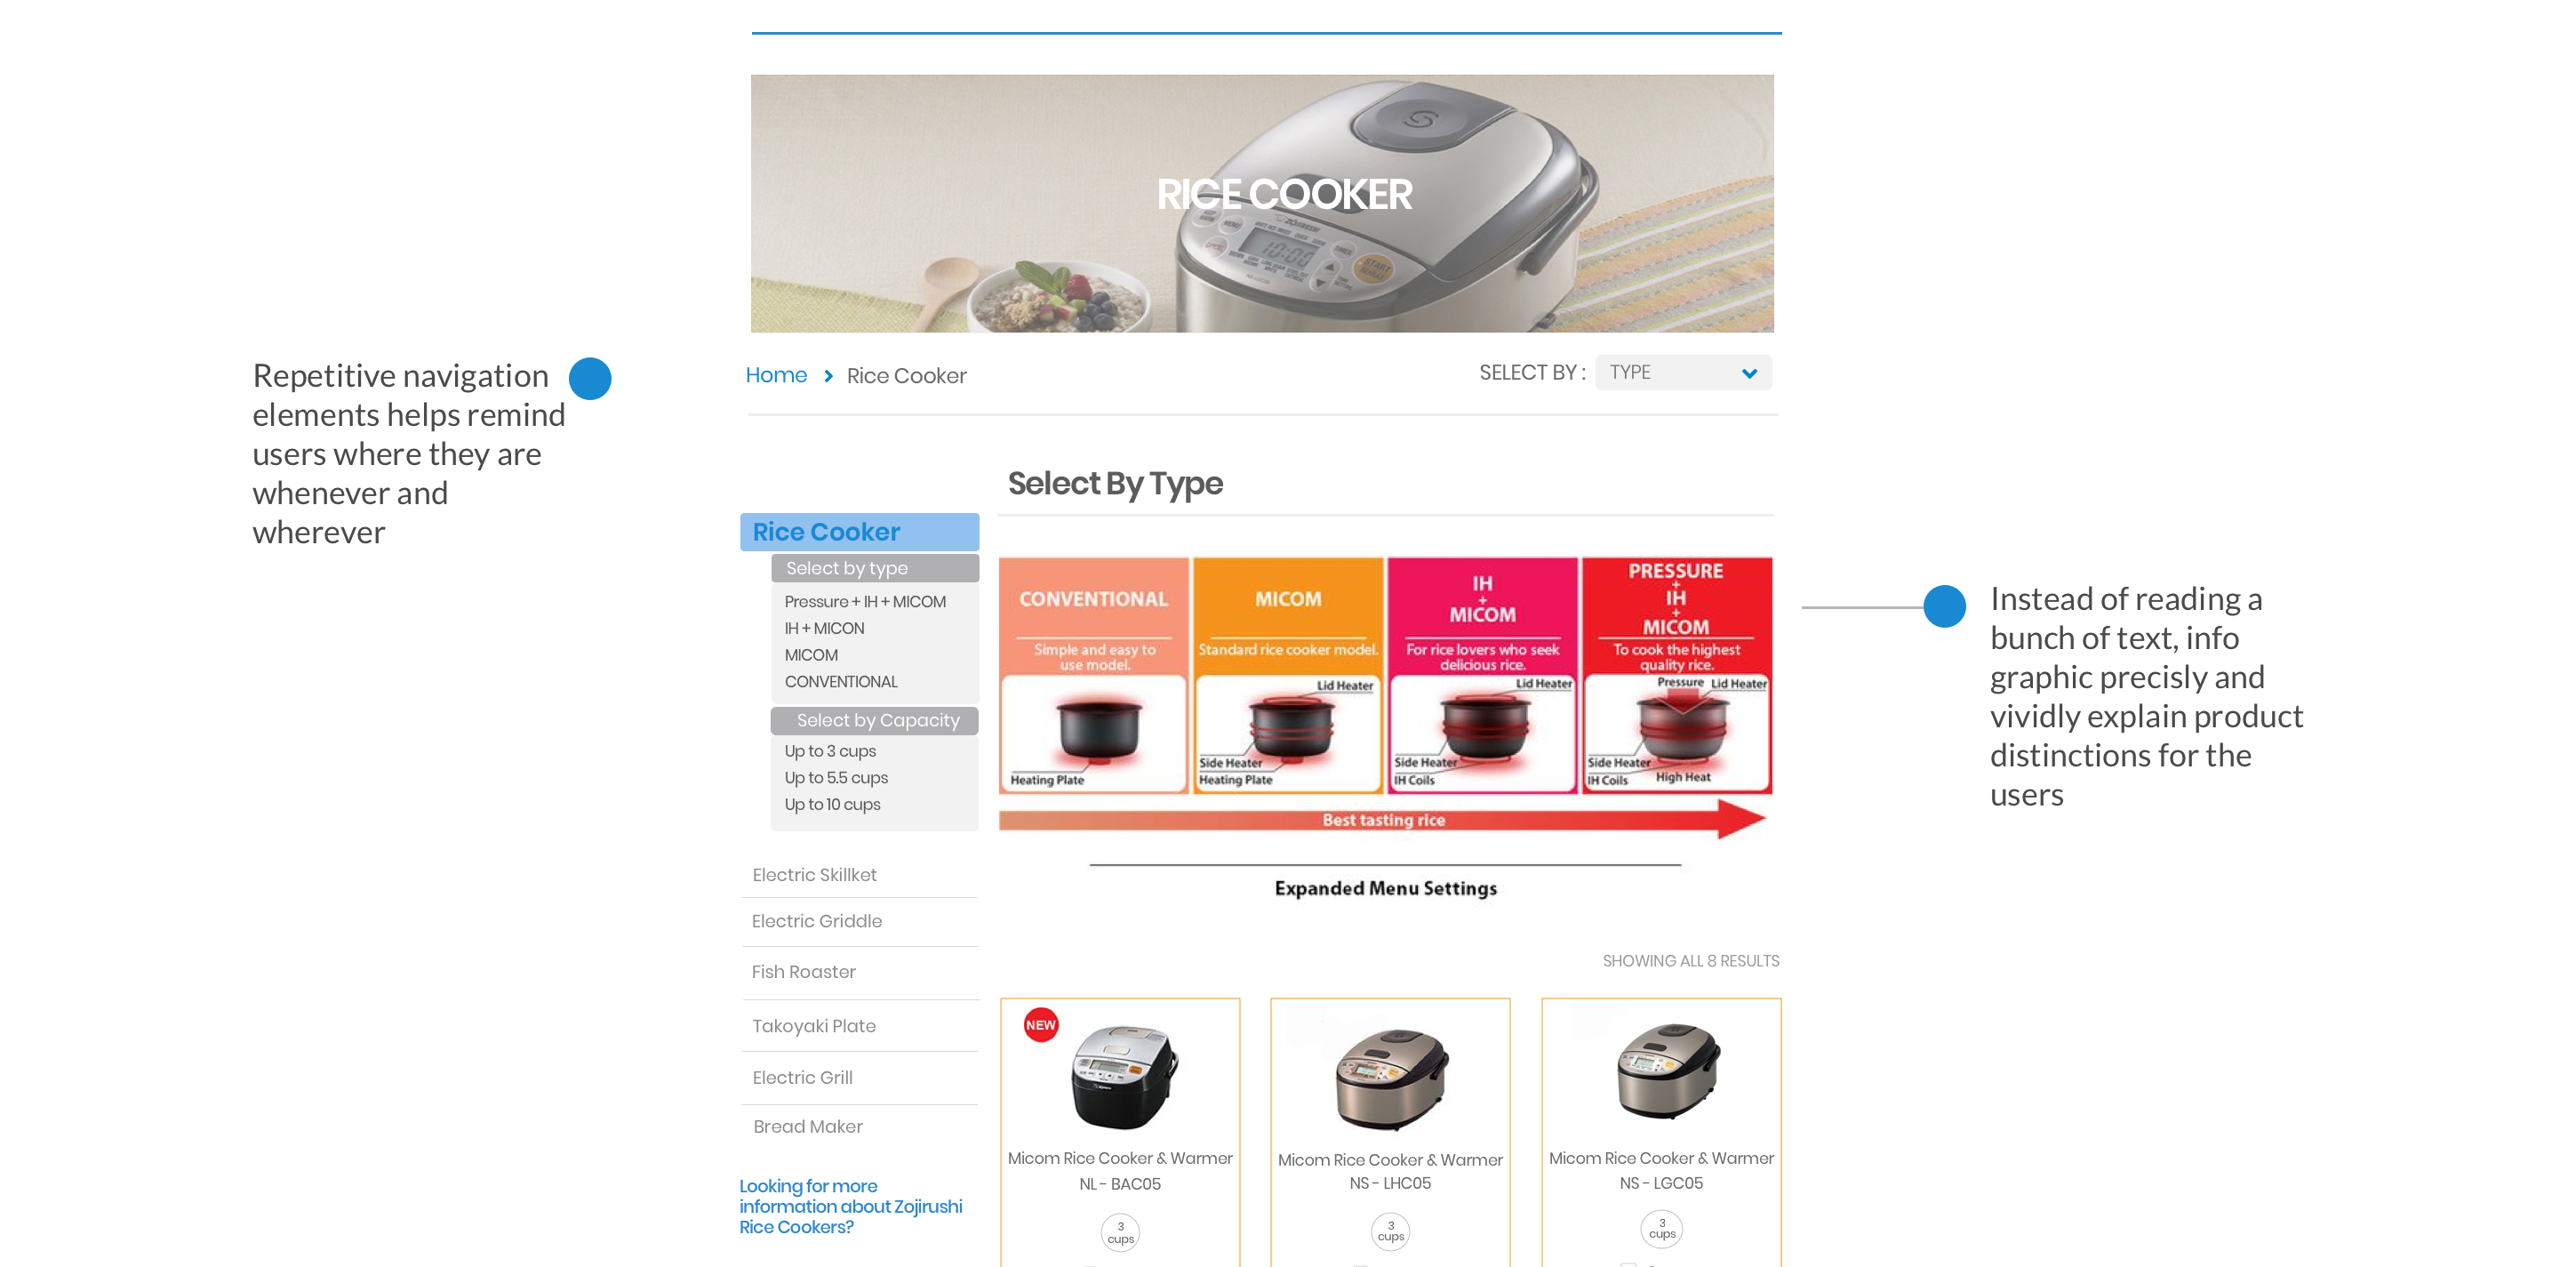 RICE COOKER
ZOJIRUSHI
10:00
START
Home
Rice Cooker
SELECT BY :
TYPE
Repetitive navigation
elements helps remind
users where they are
whenever and
wherever
Select By Type
Rice Cooker
Select by type
Pressure + IH + MICOM
IH + MICON
MICOM
CONVENTIONAL
Select by Capacity
Up to 3 cups
Up to 5.5 cups
Up to 10 cups
Electric Skillket
Electric Griddle
Fish Roaster
Takoyaki Plate
Electric Grill
Bread Maker
Looking for more
information about Zojirushi
Rice Cookers?
CONVENTIONAL
Simple and easy to
use model.
Heating Plate
MICOM
Standard rice cooker model.
Lid Heater
Side Heater
Heating Plate
IH
+
MICOM
For rice lovers who seek
delicious rice.
Lid Heater
Side Heater
IH Coils
PRESSURE
+
IH
+
MICOM
To cook the highest
quality rice.
Pressure Lid Heater
Side Heater
IH Coils High Heat
Best tasting rice
Expanded Menu Settings
Instead of reading a
bunch of text, info
graphic precisly and
vividly explain product
distinctions for the
users
SHOWING ALL 8 RESULTS
NEW
Micom Rice Cooker & Warmer
NL - BAC05
3
cups
Micom Rice Cooker & Warmer
NS - LHC05
3
cups
Micom Rice Cooker & Warmer
NS - LGC05
3
cups